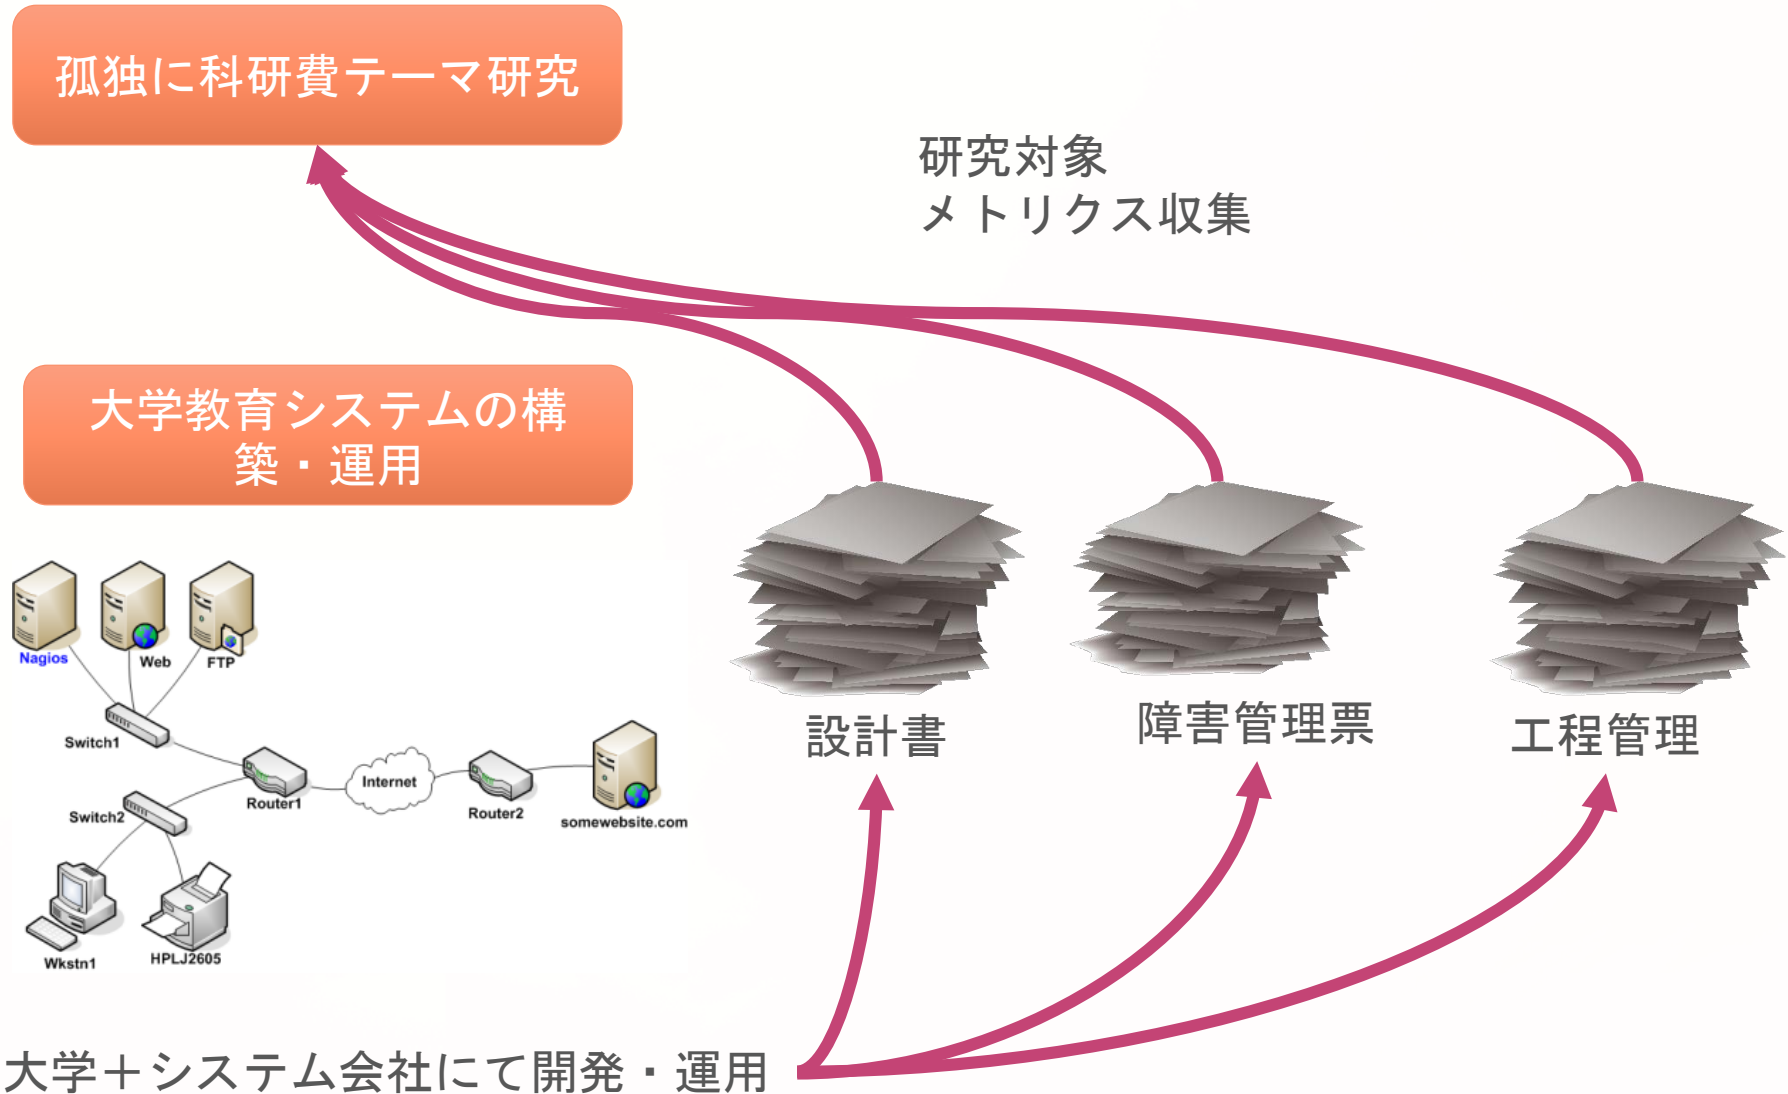 孤独に科研費テーマ研究
研究対象
メトリクス収集
大学教育システムの構
築・運用
Nagios
Web
FTP
Switch1
Router1
Internet
Router2
somewebsite.com
Switch2
Wkstn1
HPLJ2605
設計書
障害管理票
工程管理
大学＋システム会社にて開発・運用